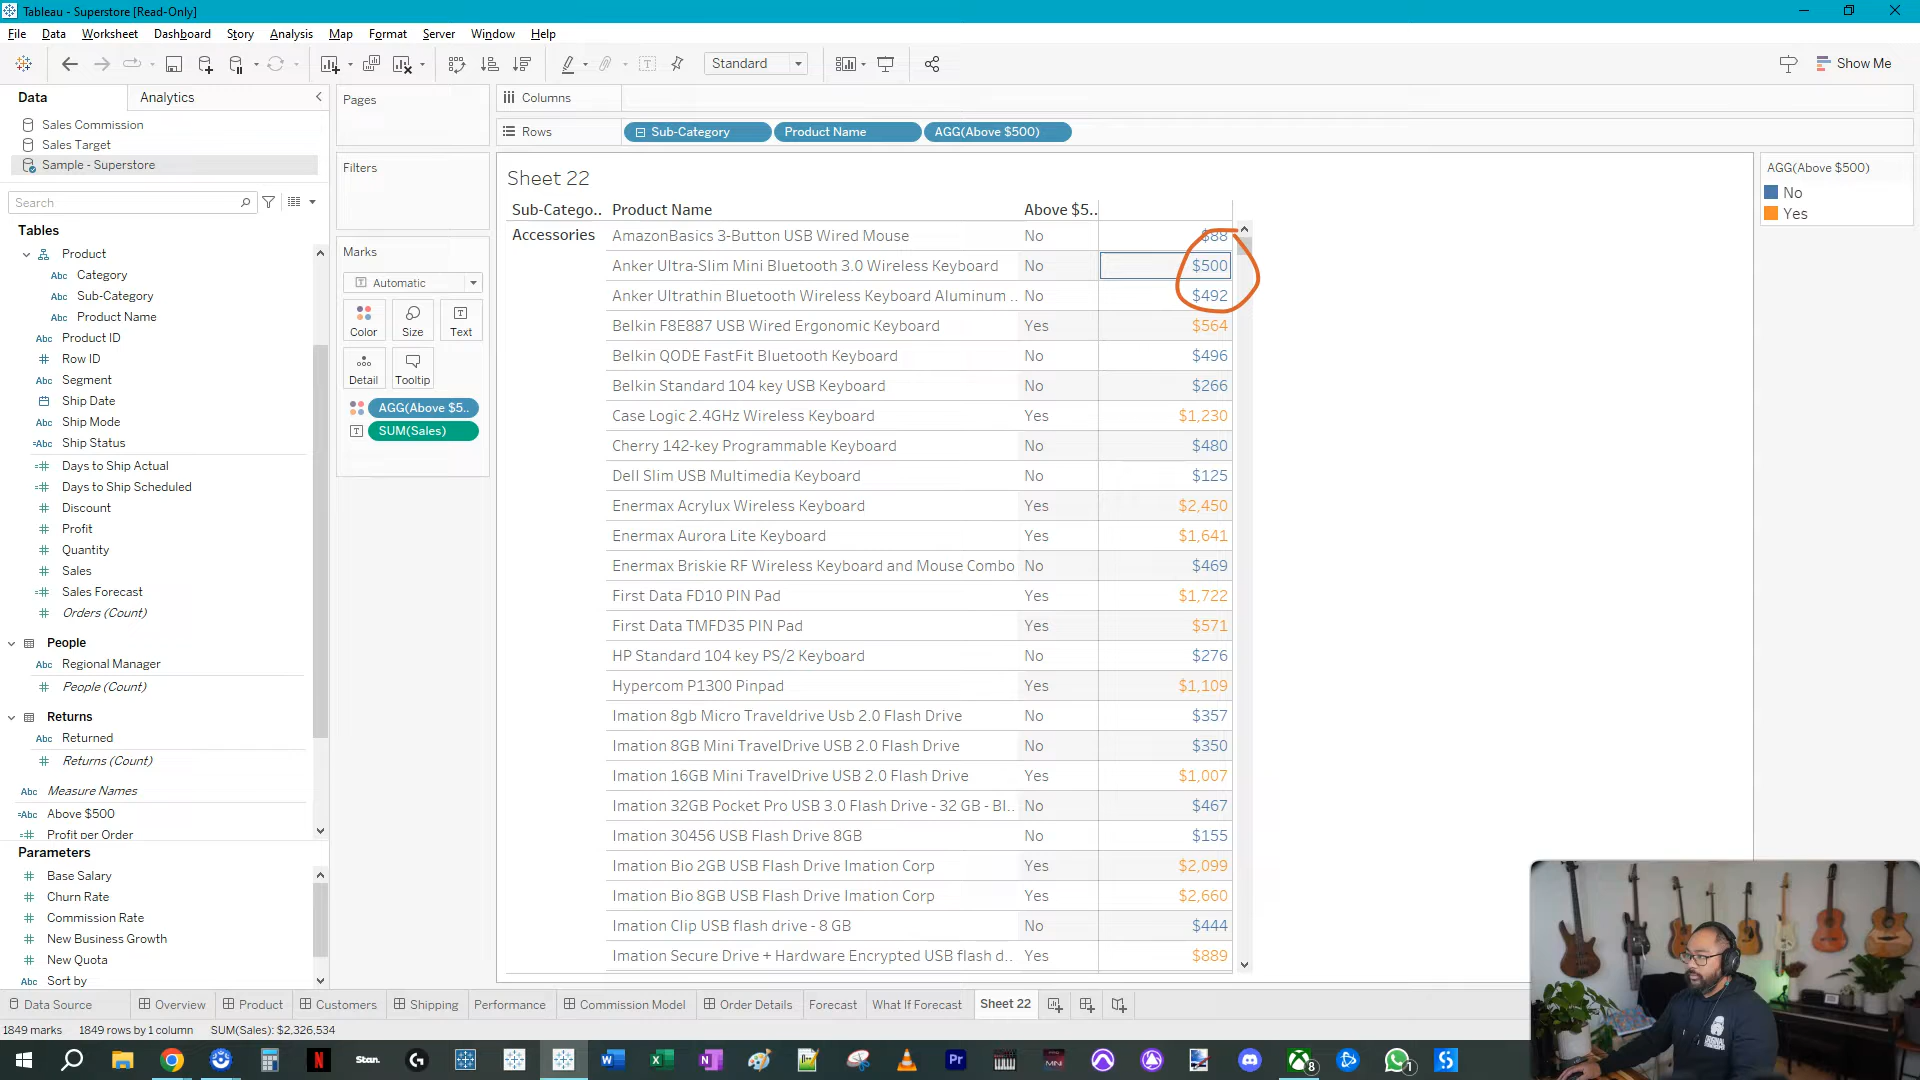 Tableau - Superstore [Read-Only]
File Data Worksheet Dashboard Story Analysis Map Format Server Window Help
Standard
Show Me
Data Analytics
Sales Commission
Sales Target
Sample - Superstore
Search
Tables
Product
Abc Category
Abc Sub-Category
Abc Product Name
Abc Product ID
# Row ID
Abc Segment
Ship Date
Abc Ship Mode
=Abc Ship Status
=# Days to Ship Actual
=# Days to Ship Scheduled
# Discount
# Profit
# Quantity
# Sales
=# Sales Forecast
# Orders (Count)
People
Abc Regional Manager
# People (Count)
Returns
Abc Returned
# Returns (Count)
Abc Measure Names
=Abc Above $500
=# Profit per Order
Parameters
# Base Salary
# Churn Rate
# Commission Rate
# New Business Growth
# New Quota
Sort by
Pages
Filters
Marks
T Automatic
Color Size Text
Detail Tooltip
AGG(Above $5..
T SUM(Sales)
Columns
Rows Sub-Category Product Name AGG(Above $500)
Sheet 22
Sub-Catego.. Product Name Above $5..
Accessories AmazonBasics 3-Button USB Wired Mouse No $88
Anker Ultra-Slim Mini Bluetooth 3.0 Wireless Keyboard No $500
Anker Ultrathin Bluetooth Wireless Keyboard Aluminum .. No $492
Belkin F8E887 USB Wired Ergonomic Keyboard Yes $564
Belkin QODE FastFit Bluetooth Keyboard No $496
Belkin Standard 104 key USB Keyboard No $266
Case Logic 2.4GHz Wireless Keyboard Yes $1,230
Cherry 142-key Programmable Keyboard No $480
Dell Slim USB Multimedia Keyboard No $125
Enermax Acrylux Wireless Keyboard Yes $2,450
Enermax Aurora Lite Keyboard Yes $1,641
Enermax Briskie RF Wireless Keyboard and Mouse Combo No $469
First Data FD10 PIN Pad Yes $1,722
First Data TMFD35 PIN Pad Yes $571
HP Standard 104 key PS/2 Keyboard No $276
Hypercom P1300 Pinpad Yes $1,109
Imation 8gb Micro Traveldrive Usb 2.0 Flash Drive No $357
Imation 8GB Mini TravelDrive USB 2.0 Flash Drive No $350
Imation 16GB Mini TravelDrive USB 2.0 Flash Drive Yes $1,007
Imation 32GB Pocket Pro USB 3.0 Flash Drive - 32 GB - Bl.. No $467
Imation 30456 USB Flash Drive 8GB No $155
Imation Bio 2GB USB Flash Drive Imation Corp Yes $2,099
Imation Bio 8GB USB Flash Drive Imation Corp Yes $2,660
Imation Clip USB flash drive - 8 GB No $444
Imation Secure Drive + Hardware Encrypted USB flash d.. Yes $889
AGG(Above $500)
No
Yes
Data Source Overview Product Customers Shipping Performance Commission Model Order Details Forecast What If Forecast Sheet 22
1849 marks 1849 rows by 1 column SUM(Sales): $2,326,534
N Stan. Pr 8 1